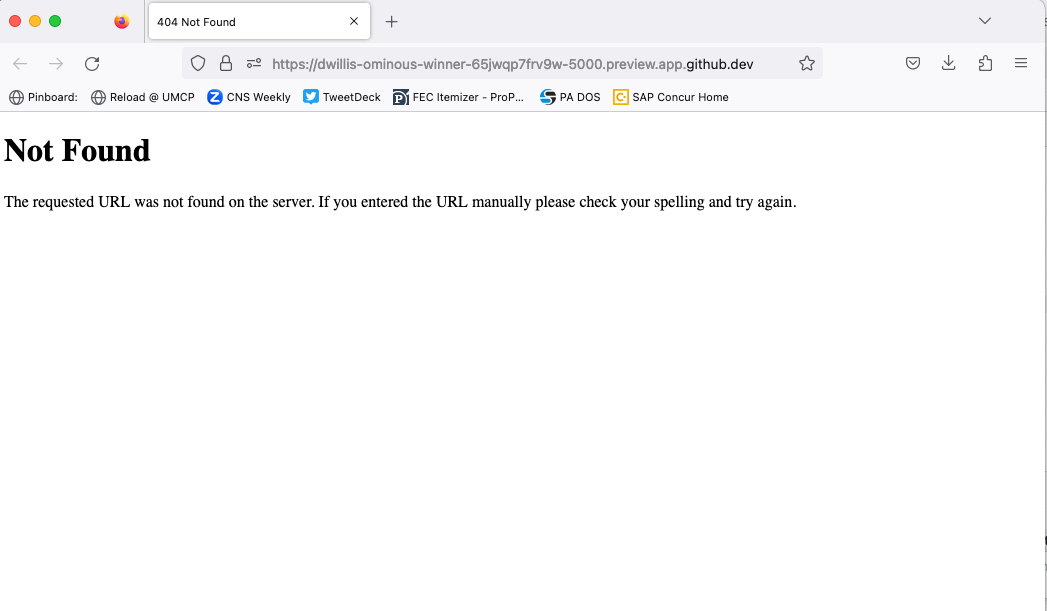 404 Not Found
https://dwillis-ominous-winner-65jwqp7frv9w-5000.preview.app.github.dev
Pinboard: Reload @ UMCP CNS Weekly TweetDeck FEC Itemizer - ProP... PA DOS SAP Concur Home
Not Found
The requested URL was not found on the server. If you entered the URL manually please check your spelling and try again.